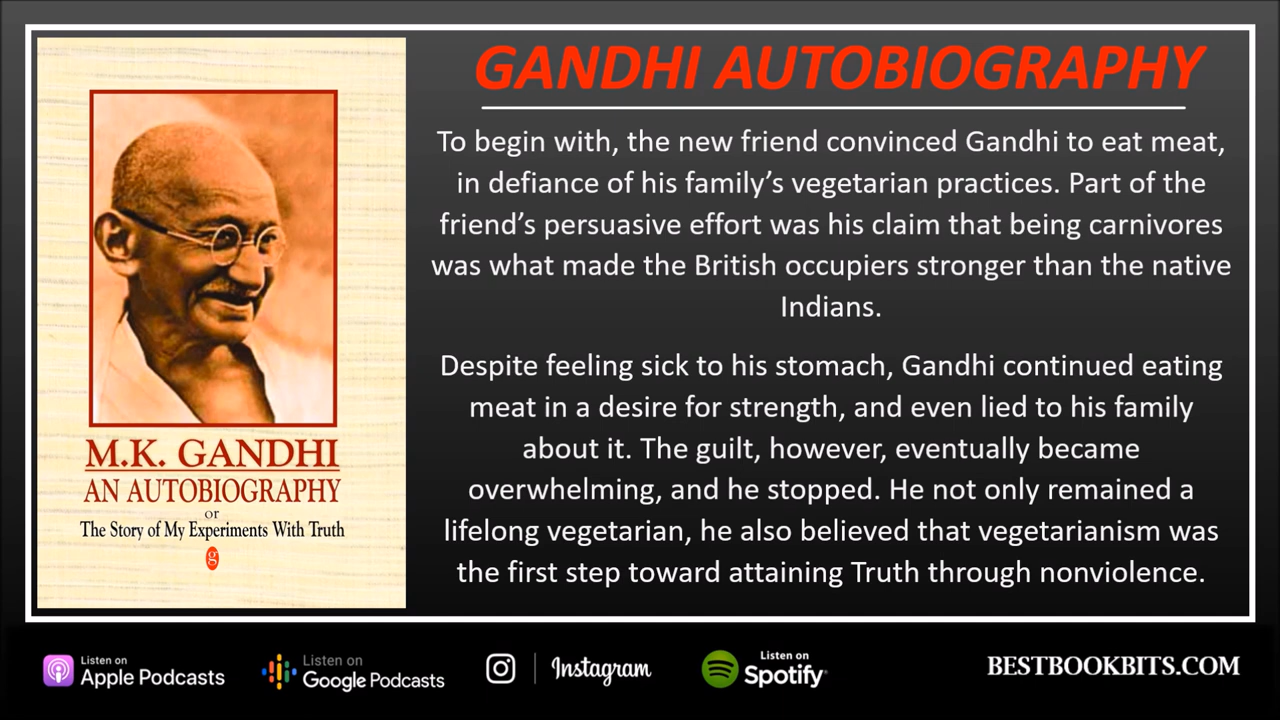 GANDHI AUTOBIOGRAPHY
To begin with, the new friend convinced Gandhi to eat meat,
in defiance of his family's vegetarian practices. Part of the
friend's persuasive effort was his claim that being carnivores
was what made the British occupiers stronger than the native
Indians.
Despite feeling sick to his stomach, Gandhi continued eating
meat in a desire for strength, and even lied to his family
about it. The guilt, however, eventually became
overwhelming, and he stopped. He not only remained a
lifelong vegetarian, he also believed that vegetarianism was
the first step toward attaining Truth through nonviolence.
M.K. GANDHI
AN AUTOBIOGRAPHY
or
The Story of My Experiments With Truth
g
Listen on
Apple Podcasts
Listen on
Google Podcasts
Instagram
Listen on
Spotify
BESTBOOKBITS.COM